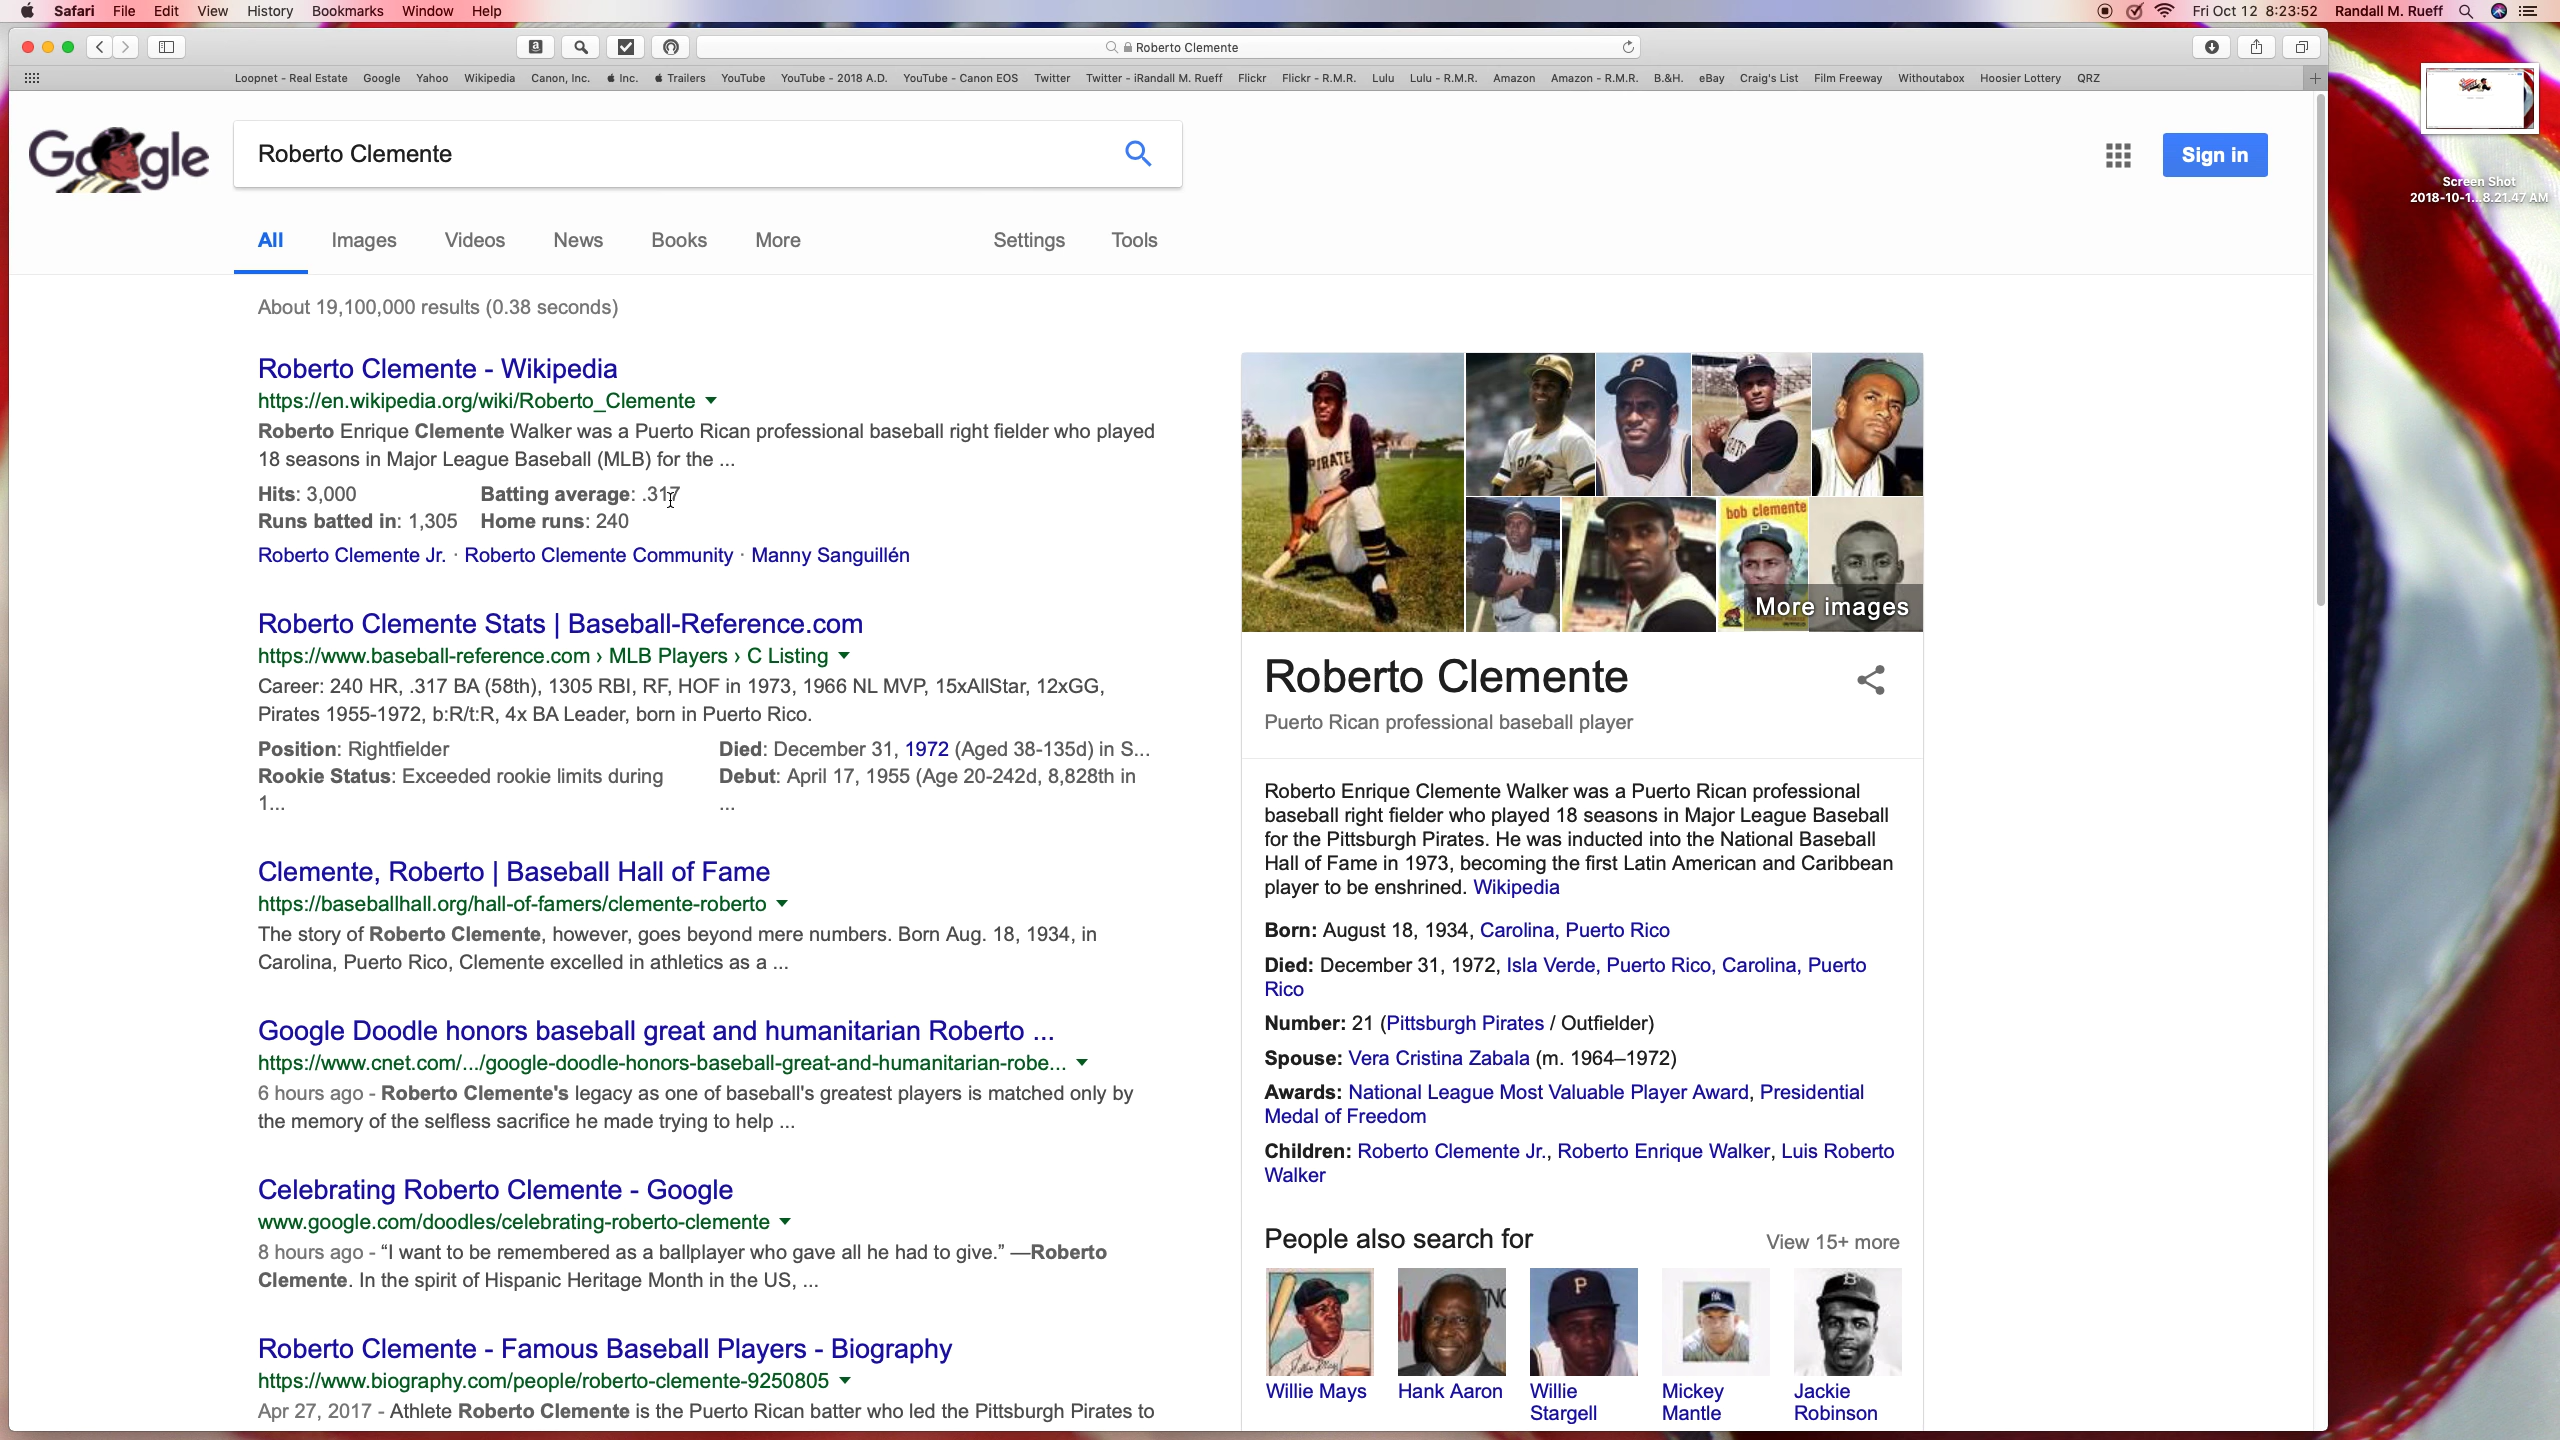 Safari File Edit View History Bookmarks Window Help
Fri Oct 12 8:23:52 Randall M. Rueff
Roberto Clemente
Loopnet - Real Estate Google Yahoo Wikipedia Canon, Inc. Inc. Trailers YouTube YouTube - 2018 A.D. YouTube - Canon EOS Twitter Twitter - iRandall M. Rueff Flickr Flickr - R.M.R. Lulu Lulu - R.M.R. Amazon Amazon - R.M.R. B.&H. eBay Craig's List Film Freeway Withoutabox Hoosier Lottery QRZ
Google
Roberto Clemente
Sign in
Screen Shot
2018-10-1...8.21.47 AM
All Images Videos News Books More Settings Tools
About 19,100,000 results (0.38 seconds)
Roberto Clemente - Wikipedia
https://en.wikipedia.org/wiki/Roberto_Clemente
Roberto Enrique Clemente Walker was a Puerto Rican professional baseball right fielder who played
18 seasons in Major League Baseball (MLB) for the ...
Hits: 3,000 Batting average: .317
Runs batted in: 1,305 Home runs: 240
Roberto Clemente Jr. · Roberto Clemente Community · Manny Sanguillén
Roberto Clemente Stats | Baseball-Reference.com
https://www.baseball-reference.com › MLB Players › C Listing
Career: 240 HR, .317 BA (58th), 1305 RBI, RF, HOF in 1973, 1966 NL MVP, 15xAllStar, 12xGG,
Pirates 1955-1972, b:R/t:R, 4x BA Leader, born in Puerto Rico.
Position: Rightfielder
Rookie Status: Exceeded rookie limits during
1...
Died: December 31, 1972 (Aged 38-135d) in S...
Debut: April 17, 1955 (Age 20-242d, 8,828th in
...
Clemente, Roberto | Baseball Hall of Fame
https://baseballhall.org/hall-of-famers/clemente-roberto
The story of Roberto Clemente, however, goes beyond mere numbers. Born Aug. 18, 1934, in
Carolina, Puerto Rico, Clemente excelled in athletics as a ...
Google Doodle honors baseball great and humanitarian Roberto ...
https://www.cnet.com/.../google-doodle-honors-baseball-great-and-humanitarian-robe...
6 hours ago - Roberto Clemente's legacy as one of baseball's greatest players is matched only by
the memory of the selfless sacrifice he made trying to help ...
Celebrating Roberto Clemente - Google
www.google.com/doodles/celebrating-roberto-clemente
8 hours ago - “I want to be remembered as a ballplayer who gave all he had to give.” —Roberto
Clemente. In the spirit of Hispanic Heritage Month in the US, ...
Roberto Clemente - Famous Baseball Players - Biography
https://www.biography.com/people/roberto-clemente-9250805
Apr 27, 2017 - Athlete Roberto Clemente is the Puerto Rican batter who led the Pittsburgh Pirates to
PIRATE
bob clemente
More images
Roberto Clemente
Puerto Rican professional baseball player
Roberto Enrique Clemente Walker was a Puerto Rican professional
baseball right fielder who played 18 seasons in Major League Baseball
for the Pittsburgh Pirates. He was inducted into the National Baseball
Hall of Fame in 1973, becoming the first Latin American and Caribbean
player to be enshrined. Wikipedia
Born: August 18, 1934, Carolina, Puerto Rico
Died: December 31, 1972, Isla Verde, Puerto Rico, Carolina, Puerto
Rico
Number: 21 (Pittsburgh Pirates / Outfielder)
Spouse: Vera Cristina Zabala (m. 1964–1972)
Awards: National League Most Valuable Player Award, Presidential
Medal of Freedom
Children: Roberto Clemente Jr., Roberto Enrique Walker, Luis Roberto
Walker
People also search for View 15+ more
Willie Mays
Hank Aaron
Willie
Stargell
Mickey
Mantle
Jackie
Robinson